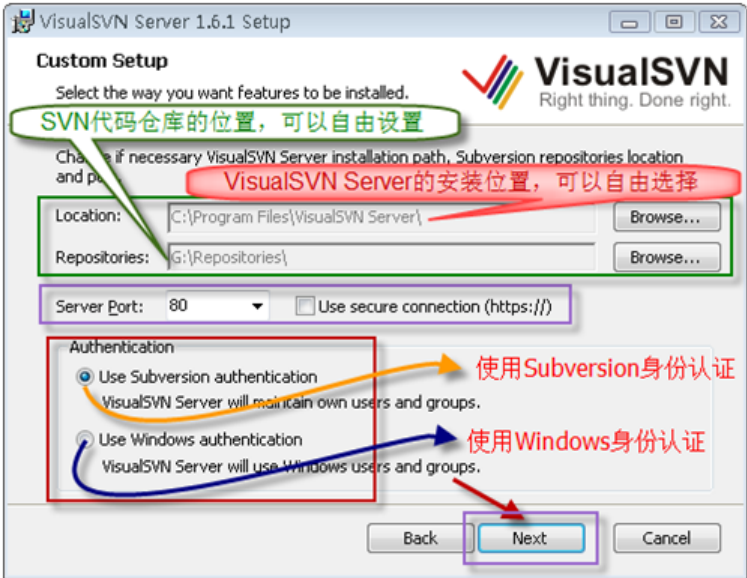 VisualSVN Server 1.6.1 Setup
Custom Setup
Select the way you want features to be installed.
VisualSVN
Right thing. Done right.
SVN代码仓库的位置，可以自由设置
if necessary VisualSVN Server installation path, Subversion repositories location
and
VisualSVN Server的安装位置，可以自由选择
Location:
C:\Program Files\VisualSVN Server\
Browse...
Repositories:
G:\Repositories\
Browse...
Server Port:
80
Use secure connection (https://)
Authentication
Use Subversion authentication
使用Subversion身份认证
VisualSVN Server will maintain own users and groups.
Use Windows authentication
使用Windows身份认证
VisualSVN Server will use Windows users and groups.
Back
Next
Cancel